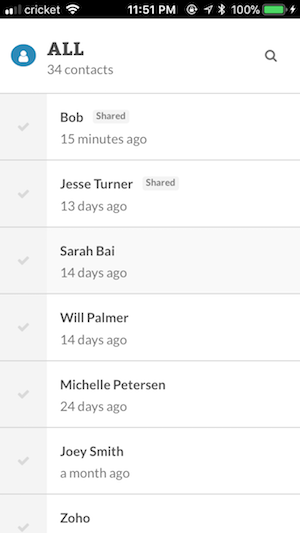 cricket 11:51 PM 100%
ALL
34 contacts
Bob Shared
15 minutes ago
Jesse Turner Shared
13 days ago
Sarah Bai
14 days ago
Will Palmer
14 days ago
Michelle Petersen
24 days ago
Joey Smith
a month ago
Zoho